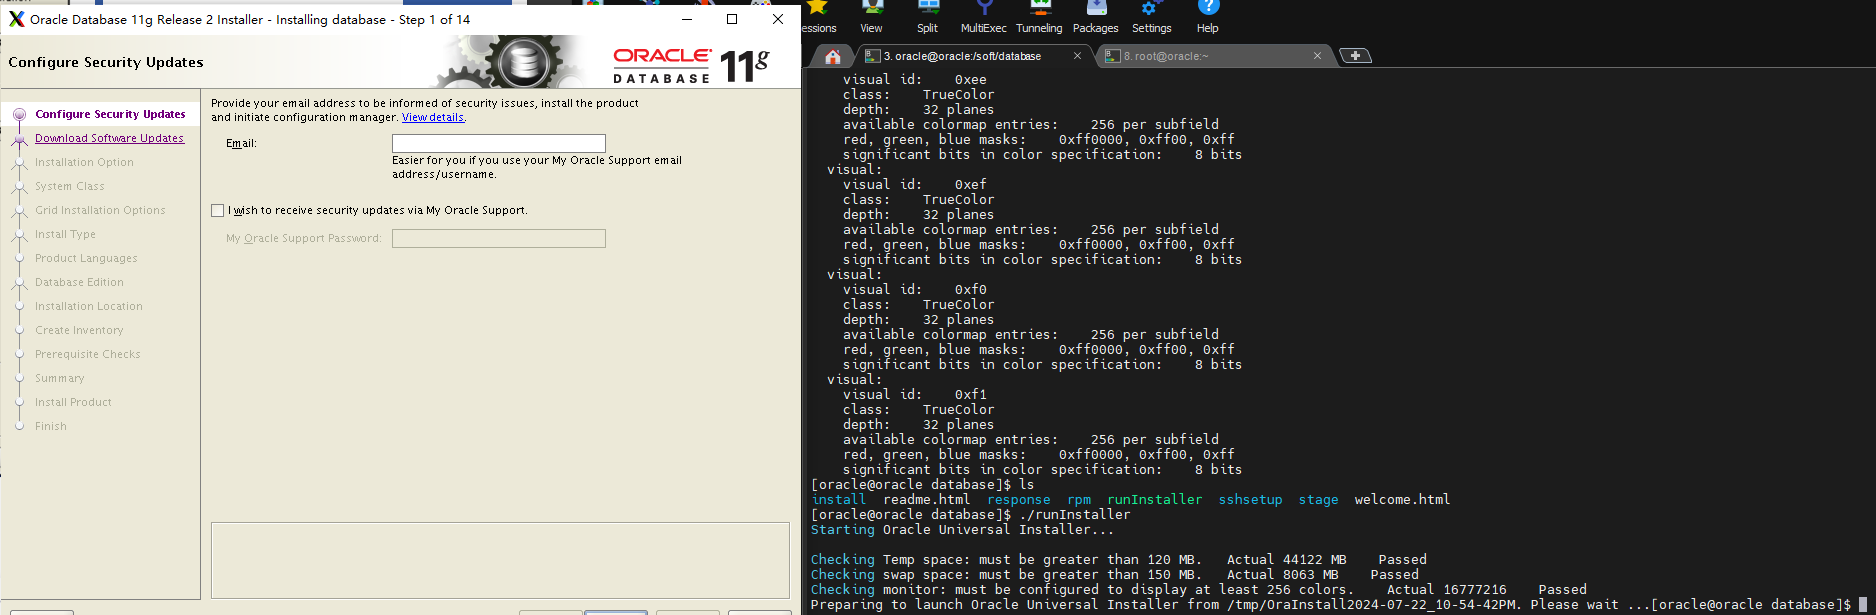 Oracle Database 11g Release 2 Installer - Installing database - Step 1 of 14
Configure Security Updates
ORACLE
DATABASE 11g
Configure Security Updates
Download Software Updates
Installation Option
System Class
Grid Installation Options
Install Type
Product Languages
Database Edition
Installation Location
Create Inventory
Prerequisite Checks
Summary
Install Product
Finish
Provide your email address to be informed of security issues, install the product
and initiate configuration manager. View details.
Email:
Easier for you if you use your My Oracle Support email
address/username.
I wish to receive security updates via My Oracle Support.
My Oracle Support Password:
essions View Split MultiExec Tunneling Packages Settings Help
3. oracle@oracle:/soft/database
8. root@oracle:~
visual id: 0xee
class: TrueColor
depth: 32 planes
available colormap entries: 256 per subfield
red, green, blue masks: 0xff0000, 0xff00, 0xff
significant bits in color specification: 8 bits
visual:
visual id: 0xef
class: TrueColor
depth: 32 planes
available colormap entries: 256 per subfield
red, green, blue masks: 0xff0000, 0xff00, 0xff
significant bits in color specification: 8 bits
visual:
visual id: 0xf0
class: TrueColor
depth: 32 planes
available colormap entries: 256 per subfield
red, green, blue masks: 0xff0000, 0xff00, 0xff
significant bits in color specification: 8 bits
visual:
visual id: 0xf1
class: TrueColor
depth: 32 planes
available colormap entries: 256 per subfield
red, green, blue masks: 0xff0000, 0xff00, 0xff
significant bits in color specification: 8 bits
[oracle@oracle database]$ ls
install readme.html response rpm runInstaller sshsetup stage welcome.html
[oracle@oracle database]$ ./runInstaller
Starting Oracle Universal Installer...
Checking Temp space: must be greater than 120 MB. Actual 44122 MB Passed
Checking swap space: must be greater than 150 MB. Actual 8063 MB Passed
Checking monitor: must be configured to display at least 256 colors. Actual 16777216 Passed
Preparing to launch Oracle Universal Installer from /tmp/OraInstall2024-07-22_10-54-42PM. Please wait ...[oracle@oracle database]$